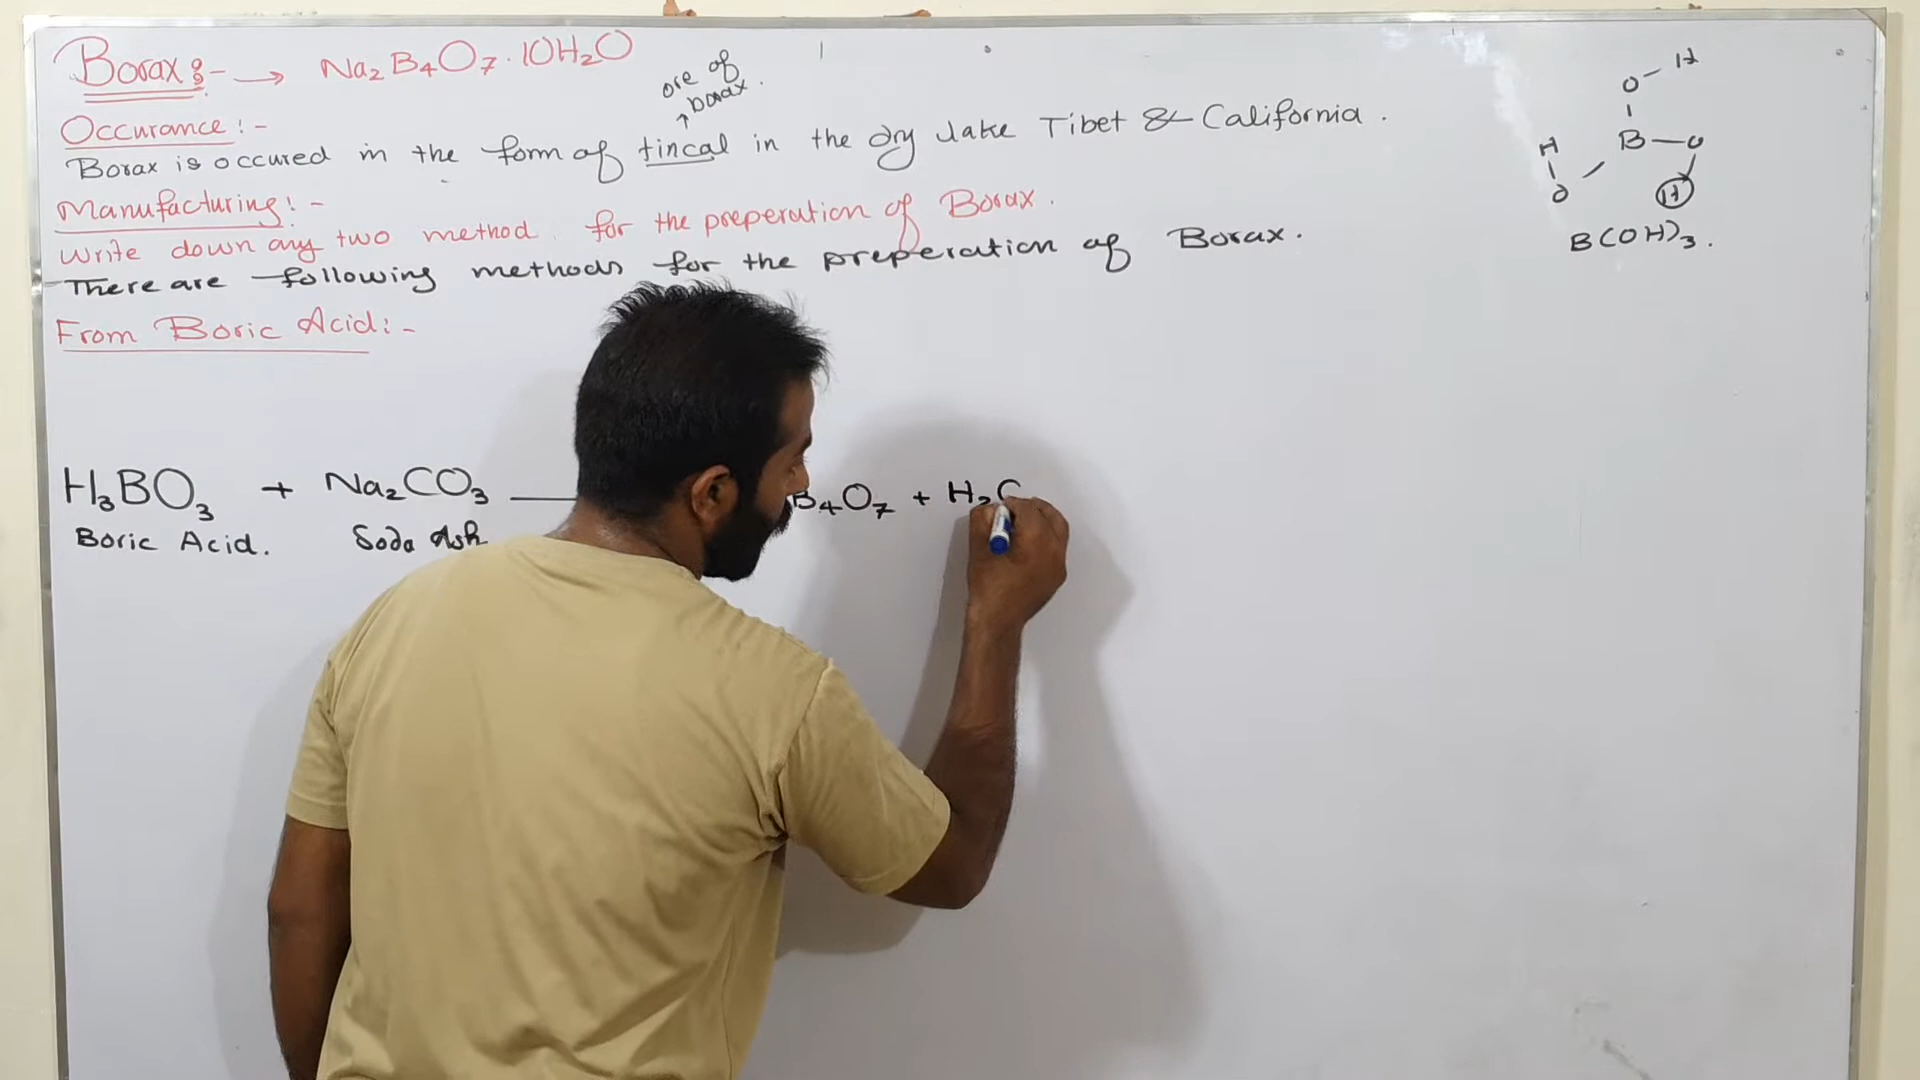 Borax :- → Na2B4O7.10H2O
ore of
borax.
Occurance :-
Borax is occured in the form of tincal in the dry lake Tibet & California.
Manufacturing :-
Write down any two method for the preperation of Borax.
There are following methods for the preperation of Borax.
From Boric Acid :-
H3BO3 + Na2CO3 B4O7 + H2
Boric Acid. Soda Ash
O - H
B - O
H
O
H
B(OH)3.